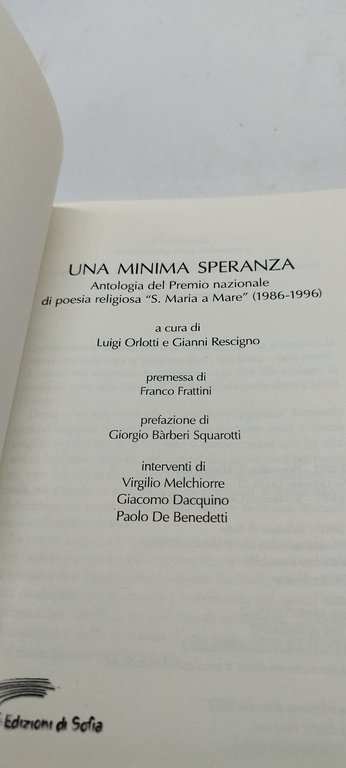 UNA MINIMA SPERANZA
Antologia del Premio nazionale
di poesia religiosa “S. Maria a Mare” (1986-1996)
a cura di
Luigi Orlotti e Gianni Rescigno
premessa di
Franco Frattini
prefazione di
Giorgio Bàrberi Squarotti
interventi di
Virgilio Melchiorre
Giacomo Dacquino
Paolo De Benedetti
Edizioni di Sofia